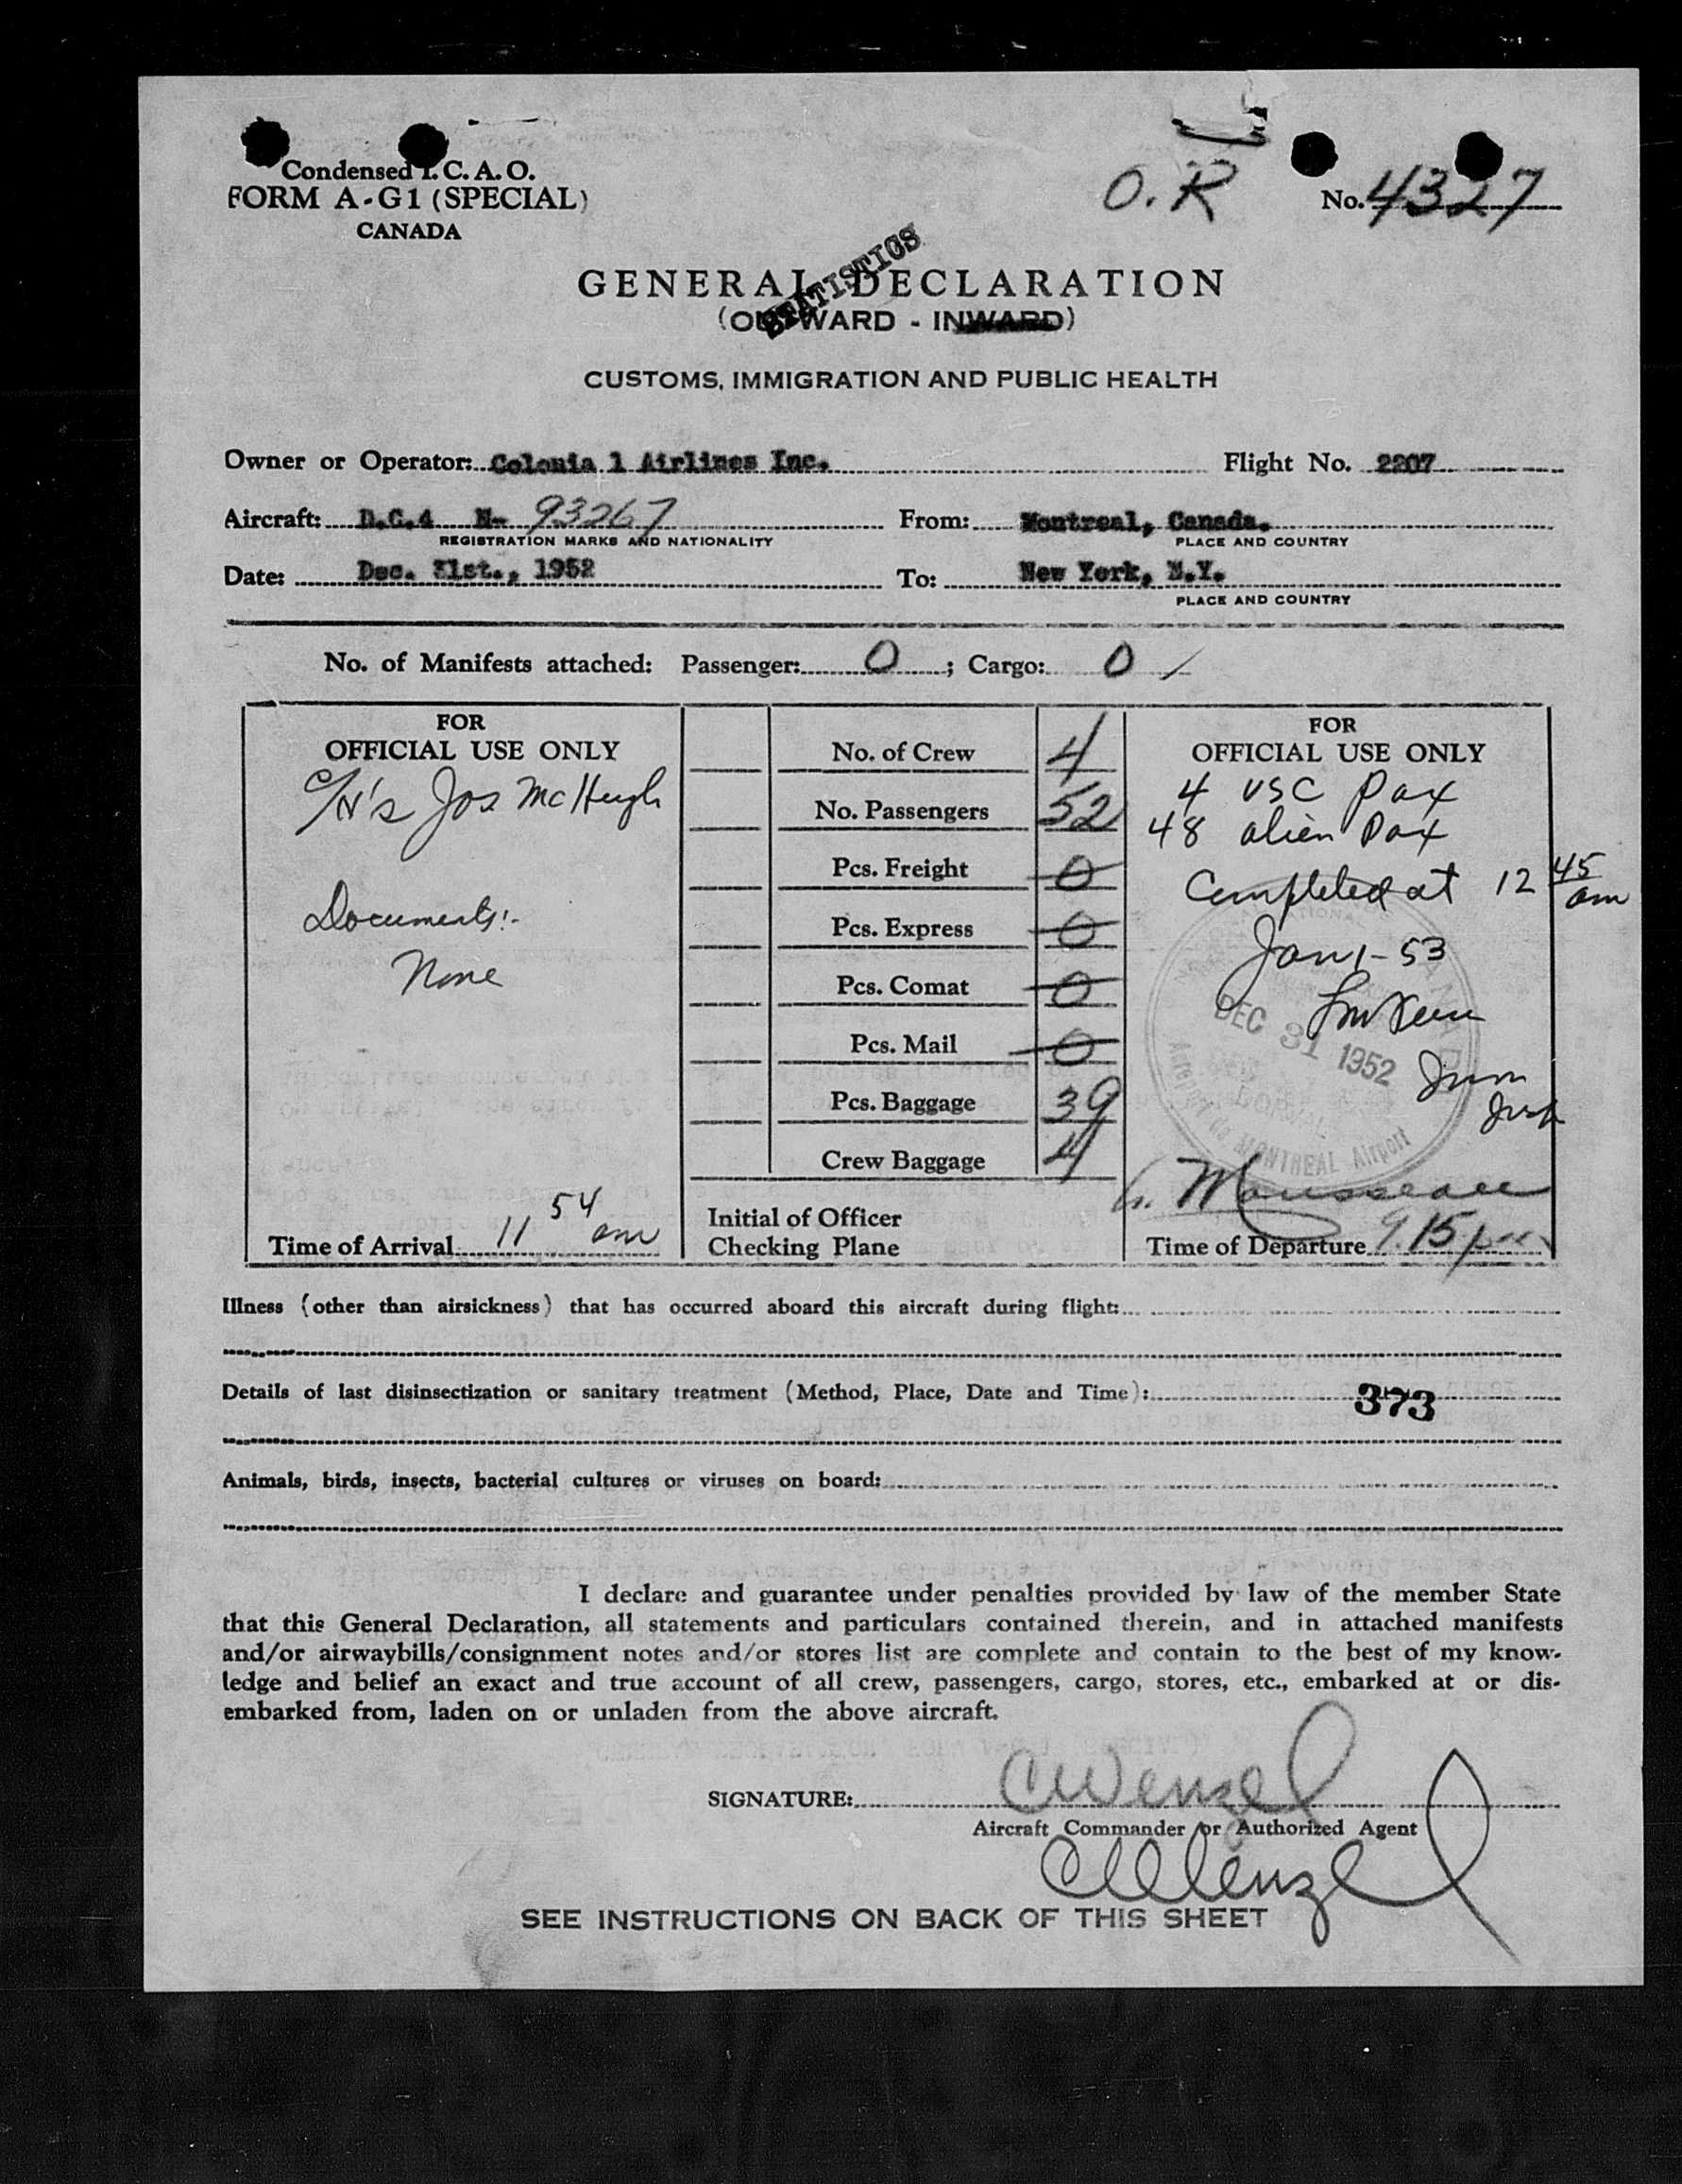 Condensed I. C. A. O.
FORM A-G1 (SPECIAL)
CANADA
O.R
No. 4327
STATISTICS
GENERAL DECLARATION
(OUTWARD - INWARD)
CUSTOMS, IMMIGRATION AND PUBLIC HEALTH
Owner or Operator: Colonia l Airlines Inc. Flight No. 2207
Aircraft: D.C.4 N- 93267 From: Montreal, Canada.
REGISTRATION MARKS AND NATIONALITY PLACE AND COUNTRY
Date: Dec. 31st., 1952 To: New York, N.Y.
PLACE AND COUNTRY
No. of Manifests attached: Passenger: 0 ; Cargo: 0 /
FOR
OFFICIAL USE ONLY
Jos McHugh
Documents:-
None
Time of Arrival 11 54 am
No. of Crew 4
No. Passengers 52
Pcs. Freight 0
Pcs. Express 0
Pcs. Comat 0
Pcs. Mail 0
Pcs. Baggage 39
Crew Baggage 4
Initial of Officer
Checking Plane
FOR
OFFICIAL USE ONLY
4 USC Pax
48 alien Pax
Completed at 12 45 am
Jan 1-53
DEC 31 1952
DORVAL
MONTREAL Airport
Mousseau
Time of Departure 9.15 pm
Illness (other than airsickness) that has occurred aboard this aircraft during flight:
Details of last disinsectization or sanitary treatment (Method, Place, Date and Time):
373
Animals, birds, insects, bacterial cultures or viruses on board:
I declare and guarantee under penalties provided by law of the member State
that this General Declaration, all statements and particulars contained therein, and in attached manifests
and/or airwaybills/consignment notes and/or stores list are complete and contain to the best of my know-
ledge and belief an exact and true account of all crew, passengers, cargo, stores, etc., embarked at or dis-
embarked from, laden on or unladen from the above aircraft.
SIGNATURE: CWenzel
Aircraft Commander or Authorized Agent
CWenzel
SEE INSTRUCTIONS ON BACK OF THIS SHEET